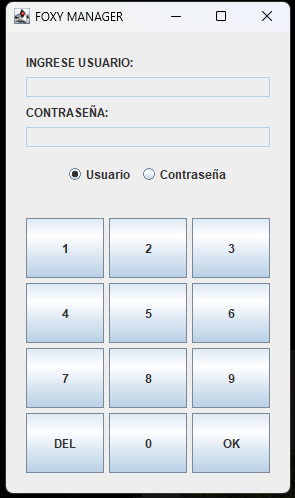 FOXY MANAGER
INGRESE USUARIO:
CONTRASEÑA:
Usuario Contraseña
1 2 3
4 5 6
7 8 9
DEL 0 OK